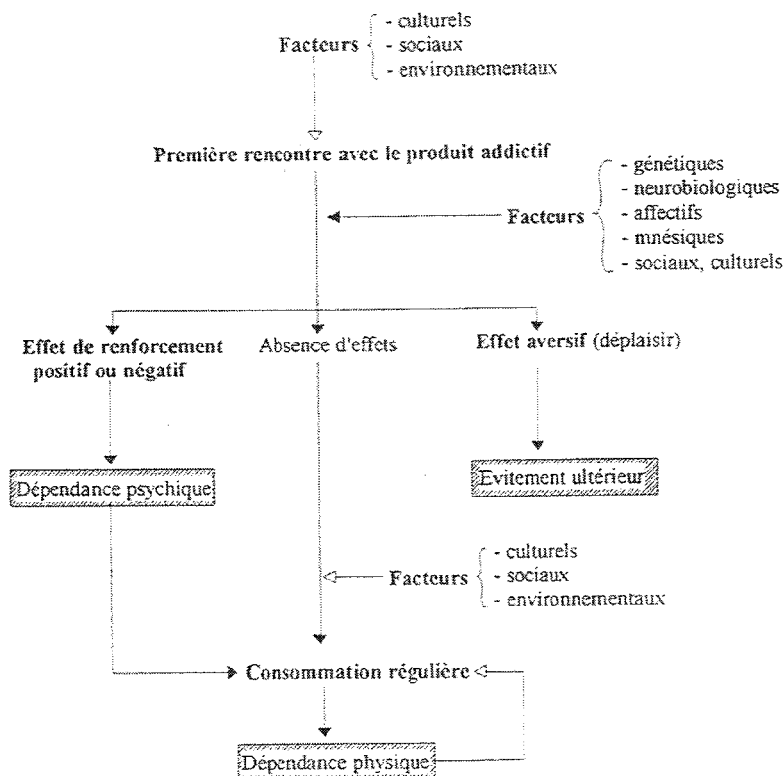 - culturels
Facteurs - sociaux
- environnementaux
Première rencontre avec le produit addictif
- génétiques
- neurobiologiques
Facteurs - affectifs
- mnésiques
- sociaux, culturels
Effet de renforcement
positif ou négatif
Absence d'effets
Effet aversif (déplaisir)
Dépendance psychique
Evitement ultérieur
- culturels
Facteurs - sociaux
- environnementaux
Consommation régulière
Dépendance physique